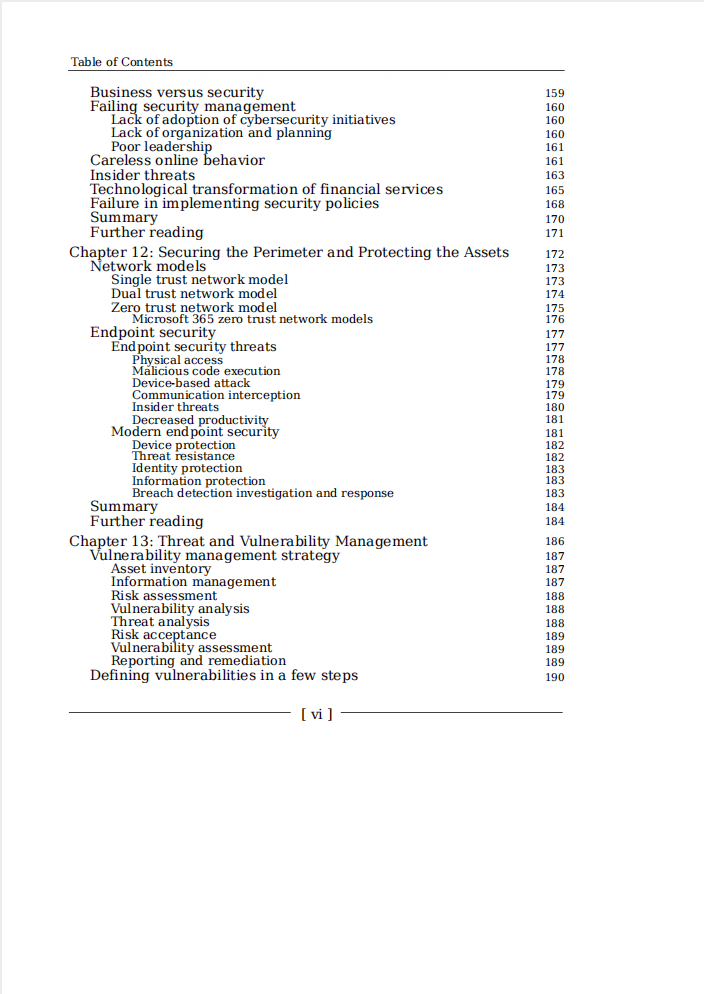 Table of Contents
Business versus security 159
Failing security management 160
Lack of adoption of cybersecurity initiatives 160
Lack of organization and planning 160
Poor leadership 161
Careless online behavior 161
Insider threats 163
Technological transformation of financial services 165
Failure in implementing security policies 168
Summary 170
Further reading 171
Chapter 12: Securing the Perimeter and Protecting the Assets 172
Network models 173
Single trust network model 173
Dual trust network model 174
Zero trust network model 175
Microsoft 365 zero trust network models 176
Endpoint security 177
Endpoint security threats 177
Physical access 178
Malicious code execution 178
Device-based attack 179
Communication interception 179
Insider threats 180
Decreased productivity 181
Modern endpoint security 181
Device protection 182
Threat resistance 182
Identity protection 183
Information protection 183
Breach detection investigation and response 183
Summary 184
Further reading 184
Chapter 13: Threat and Vulnerability Management 186
Vulnerability management strategy 187
Asset inventory 187
Information management 187
Risk assessment 188
Vulnerability analysis 188
Threat analysis 188
Risk acceptance 189
Vulnerability assessment 189
Reporting and remediation 189
Defining vulnerabilities in a few steps 190
[ vi ]